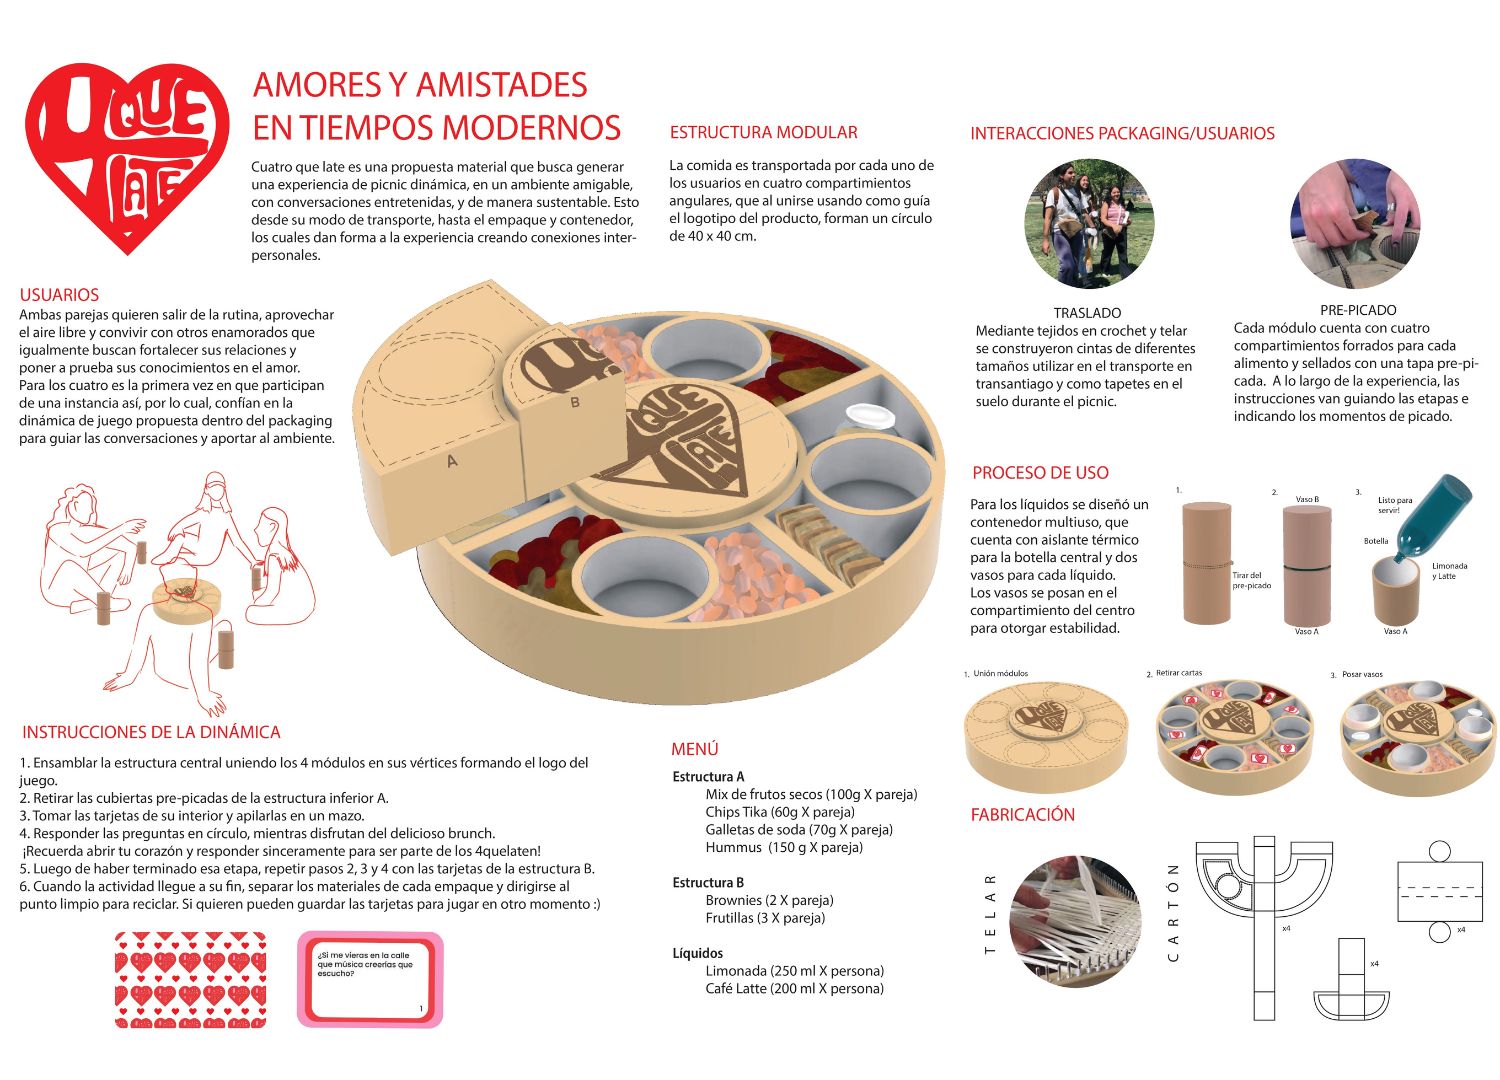 4 QUE LATE
AMORES Y AMISTADES
EN TIEMPOS MODERNOS
Cuatro que late es una propuesta material que busca generar
una experiencia de picnic dinámica, en un ambiente amigable,
con conversaciones entretenidas, y de manera sustentable. Esto
desde su modo de transporte, hasta el empaque y contenedor,
los cuales dan forma a la experiencia creando conexiones inter-
personales.
ESTRUCTURA MODULAR
La comida es transportada por cada uno de
los usuarios en cuatro compartimientos
angulares, que al unirse usando como guía
el logotipo del producto, forman un círculo
de 40 x 40 cm.
INTERACCIONES PACKAGING/USUARIOS
TRASLADO
Mediante tejidos en crochet y telar
se construyeron cintas de diferentes
tamaños utilizar en el transporte en
transantiago y como tapetes en el
suelo durante el picnic.
PRE-PICADO
Cada módulo cuenta con cuatro
compartimientos forrados para cada
alimento y sellados con una tapa pre-pi-
cada. A lo largo de la experiencia, las
instrucciones van guiando las etapas e
indicando los momentos de picado.
USUARIOS
Ambas parejas quieren salir de la rutina, aprovechar
el aire libre y convivir con otros enamorados que
igualmente buscan fortalecer sus relaciones y
poner a prueba sus conocimientos en el amor.
Para los cuatro es la primera vez en que participan
de una instancia así, por lo cual, confían en la
dinámica de juego propuesta dentro del packaging
para guiar las conversaciones y aportar al ambiente.
A
B
4 QUE LATE
PROCESO DE USO
Para los líquidos se diseñó un
contenedor multiuso, que
cuenta con aislante térmico
para la botella central y dos
vasos para cada líquido.
Los vasos se posan en el
compartimiento del centro
para otorgar estabilidad.
1.
Tirar del
pre-picado
2.
Vaso B
Vaso A
3.
Listo para
servir!
Botella
Limonada
y Latte
Vaso A
1. Unión módulos
2. Retirar cartas
3. Posar vasos
INSTRUCCIONES DE LA DINÁMICA
1. Ensamblar la estructura central uniendo los 4 módulos en sus vértices formando el logo del
juego.
2. Retirar las cubiertas pre-picadas de la estructura inferior A.
3. Tomar las tarjetas de su interior y apilarlas en un mazo.
4. Responder las preguntas en círculo, mientras disfrutan del delicioso brunch.
¡Recuerda abrir tu corazón y responder sinceramente para ser parte de los 4quelaten!
5. Luego de haber terminado esa etapa, repetir pasos 2, 3 y 4 con las tarjetas de la estructura B.
6. Cuando la actividad llegue a su fin, separar los materiales de cada empaque y dirigirse al
punto limpio para reciclar. Si quieren pueden guardar las tarjetas para jugar en otro momento :)
¿Si me vieras en la calle
que música creerías que
escucho?
1
MENÚ
Estructura A
Mix de frutos secos (100g X pareja)
Chips Tika (60g X pareja)
Galletas de soda (70g X pareja)
Hummus (150 g X pareja)
Estructura B
Brownies (2 X pareja)
Frutillas (3 X pareja)
Líquidos
Limonada (250 ml X persona)
Café Latte (200 ml X persona)
FABRICACIÓN
TELAR
CARTÓN
x4
x4
x4